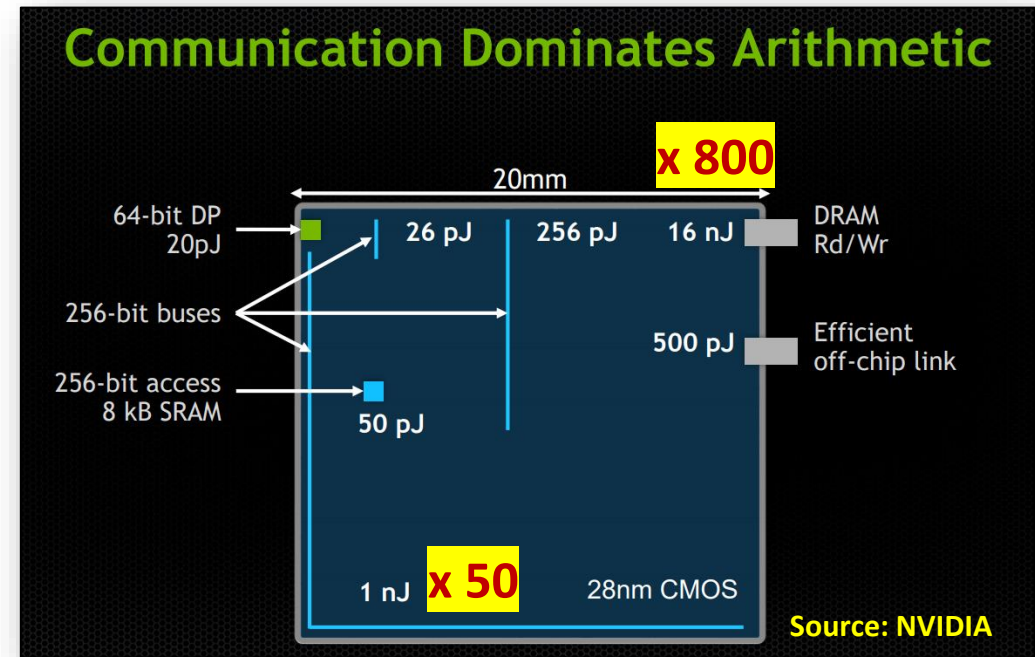 Communication Dominates Arithmetic
x 800
20mm
64-bit DP
20pJ
26 pJ
256 pJ
16 nJ
DRAM
Rd/Wr
256-bit buses
500 pJ
Efficient
off-chip link
256-bit access
8 kB SRAM
50 pJ
1 nJ
x 50
28nm CMOS
Source: NVIDIA